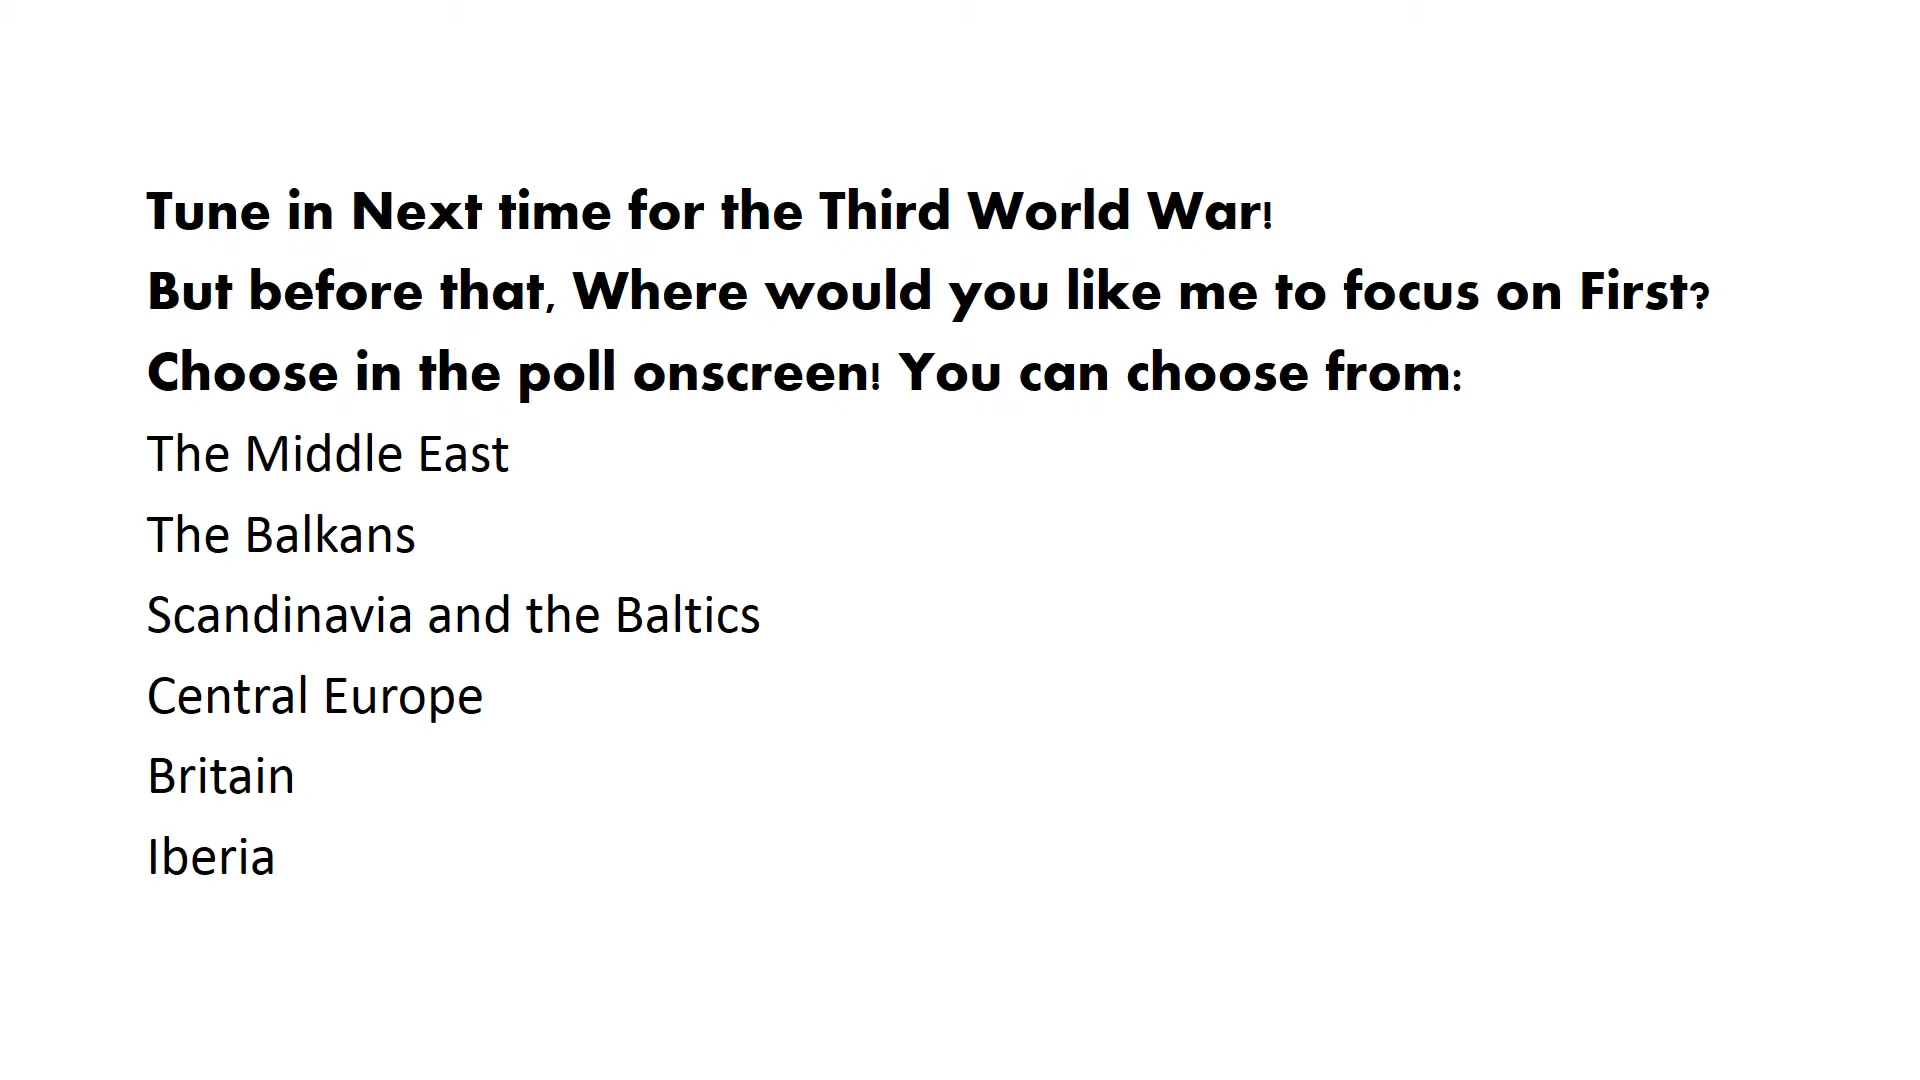 Tune in Next time for the Third World War!
But before that, Where would you like me to focus on First?
Choose in the poll onscreen! You can choose from:
The Middle East
The Balkans
Scandinavia and the Baltics
Central Europe
Britain
Iberia